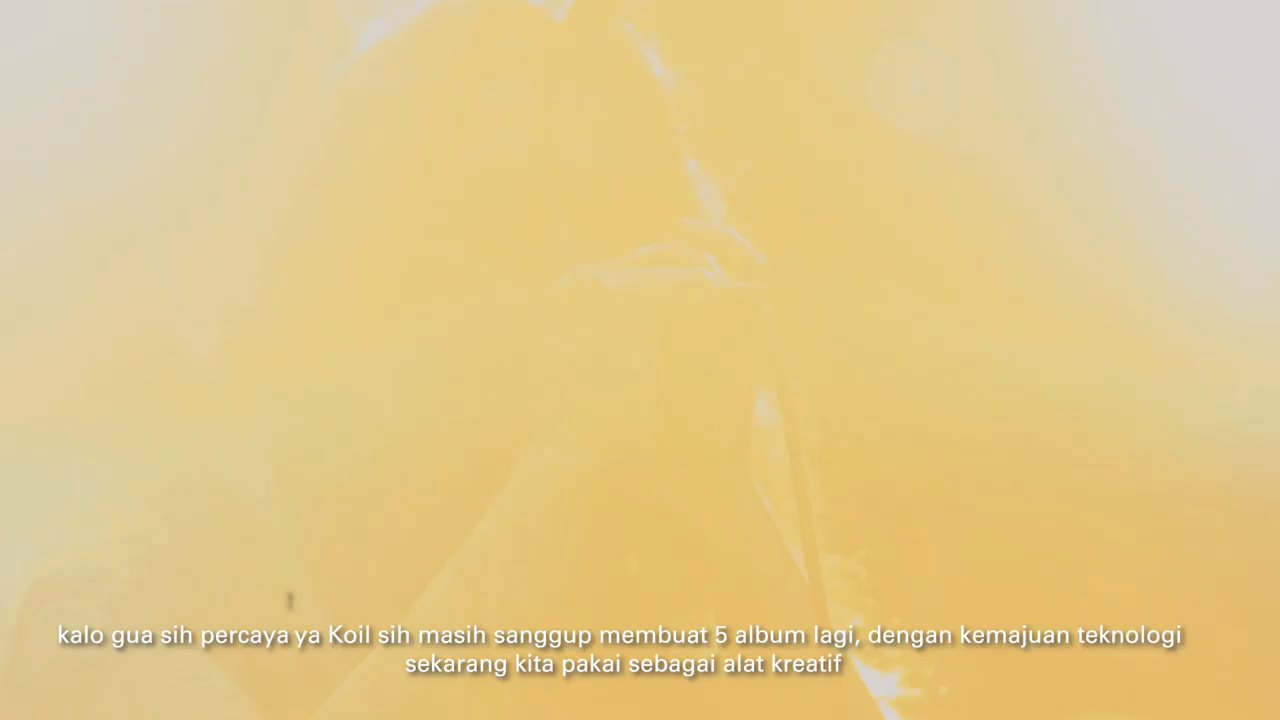 kalo gua sih percaya ya Koil sih masih sanggup membuat 5 album lagi, dengan kemajuan teknologi
sekarang kita pakai sebagai alat kreatif